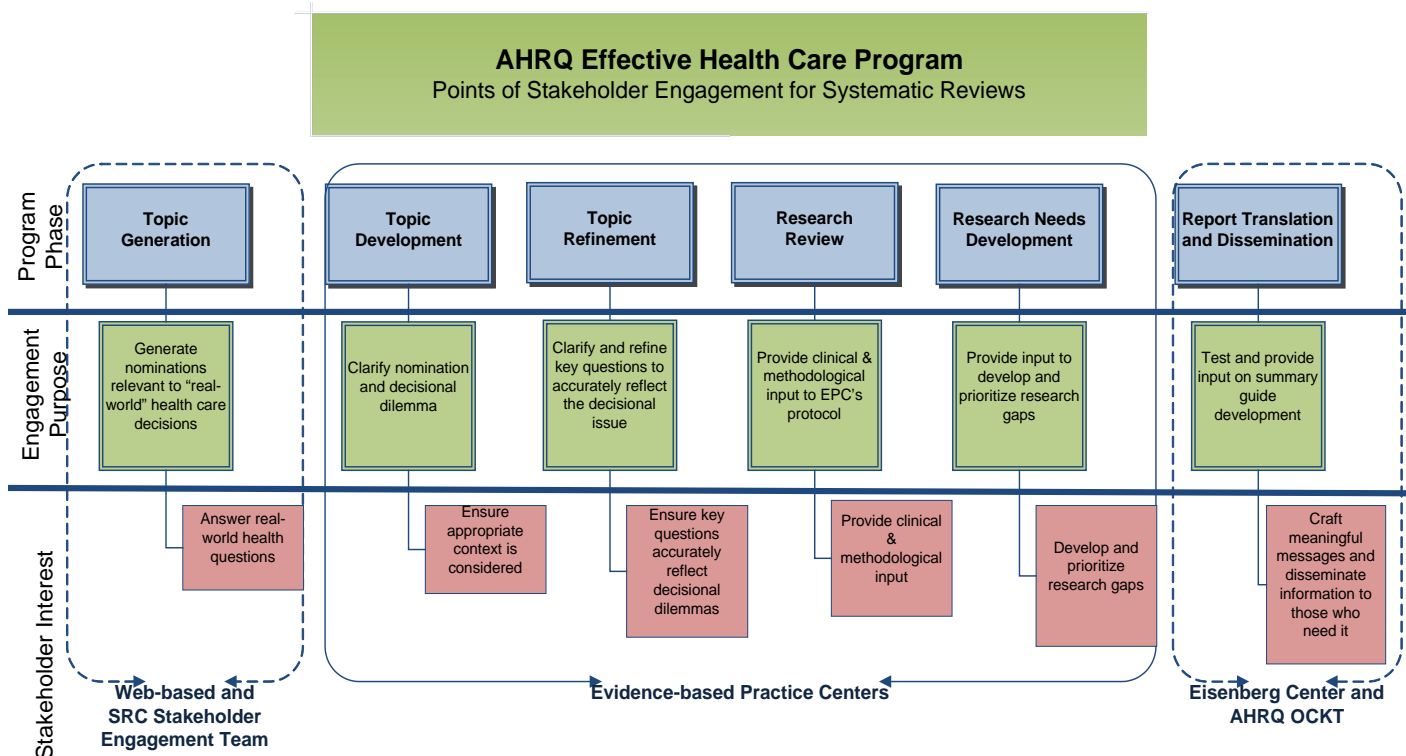 AHRQ Effective Health Care Program
Points of Stakeholder Engagement for Systematic Reviews
Program
Phase
Topic
Generation
Topic
Development
Topic
Refinement
Research
Review
Research Needs
Development
Report Translation
and Dissemination
Engagement
Purpose
Generate
nominations
relevant to “real-
world” health care
decisions
Clarify nomination
and decisional
dilemma
Clarify and refine
key questions to
accurately reflect
the decisional
issue
Provide clinical &
methodological
input to EPC’s
protocol
Provide input to
develop and
prioritize research
gaps
Test and provide
input on summary
guide
development
Stakeholder Interest
Answer real-
world health
questions
Ensure
appropriate
context is
considered
Ensure key
questions
accurately
reflect
decisional
dilemmas
Provide clinical
&
methodological
input
Develop and
prioritize
research gaps
Craft
meaningful
messages and
disseminate
information to
those who
need it
Web-based and
SRC Stakeholder
Engagement Team
Evidence-based Practice Centers
Eisenberg Center and
AHRQ OCKT